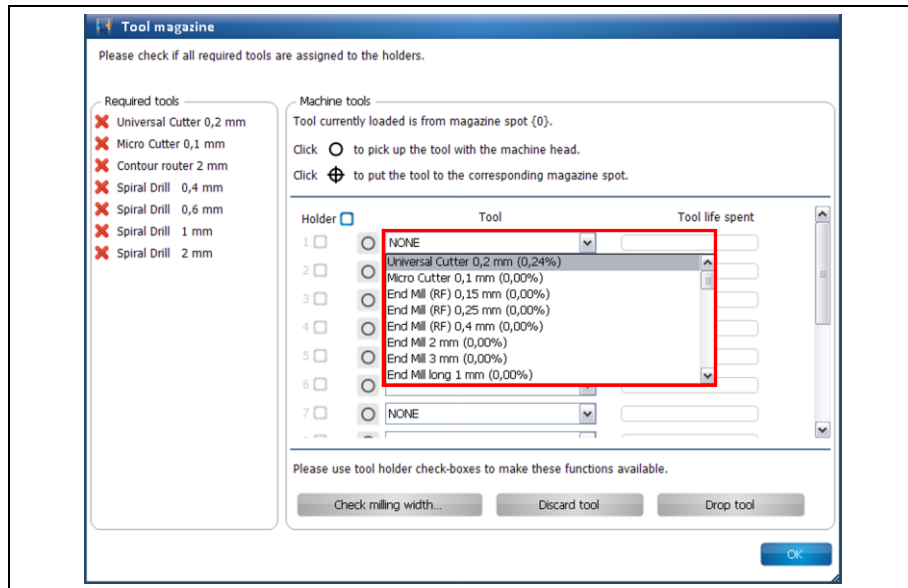 Tool magazine
Please check if all required tools are assigned to the holders.
Required tools
Universal Cutter 0,2 mm
Micro Cutter 0,1 mm
Contour router 2 mm
Spiral Drill 0,4 mm
Spiral Drill 0,6 mm
Spiral Drill 1 mm
Spiral Drill 2 mm
Machine tools
Tool currently loaded is from magazine spot {0}.
Click to pick up the tool with the machine head.
Click to put the tool to the corresponding magazine spot.
Holder Tool Tool life spent
1 NONE
Universal Cutter 0,2 mm (0,24%)
2 Micro Cutter 0,1 mm (0,00%)
3 End Mill (RF) 0,15 mm (0,00%)
End Mill (RF) 0,25 mm (0,00%)
4 End Mill (RF) 0,4 mm (0,00%)
End Mill 2 mm (0,00%)
5 End Mill 3 mm (0,00%)
End Mill long 1 mm (0,00%)
6
7 NONE
Please use tool holder check-boxes to make these functions available.
Check milling width... Discard tool Drop tool
OK